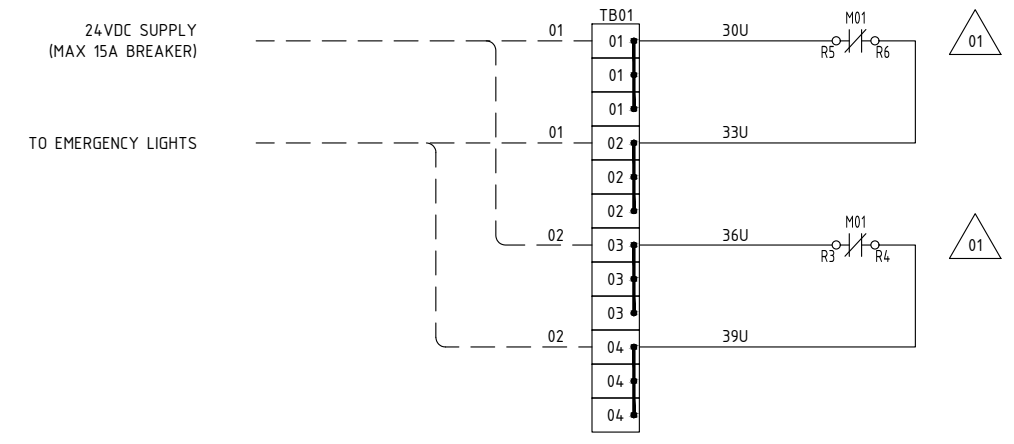 24VDC SUPPLY
(MAX 15A BREAKER)
01
TB01
01
30U
M01
R5
R6
01
01
01
TO EMERGENCY LIGHTS
01
02
33U
02
02
02
03
36U
M01
R3
R4
01
03
03
02
04
39U
04
04